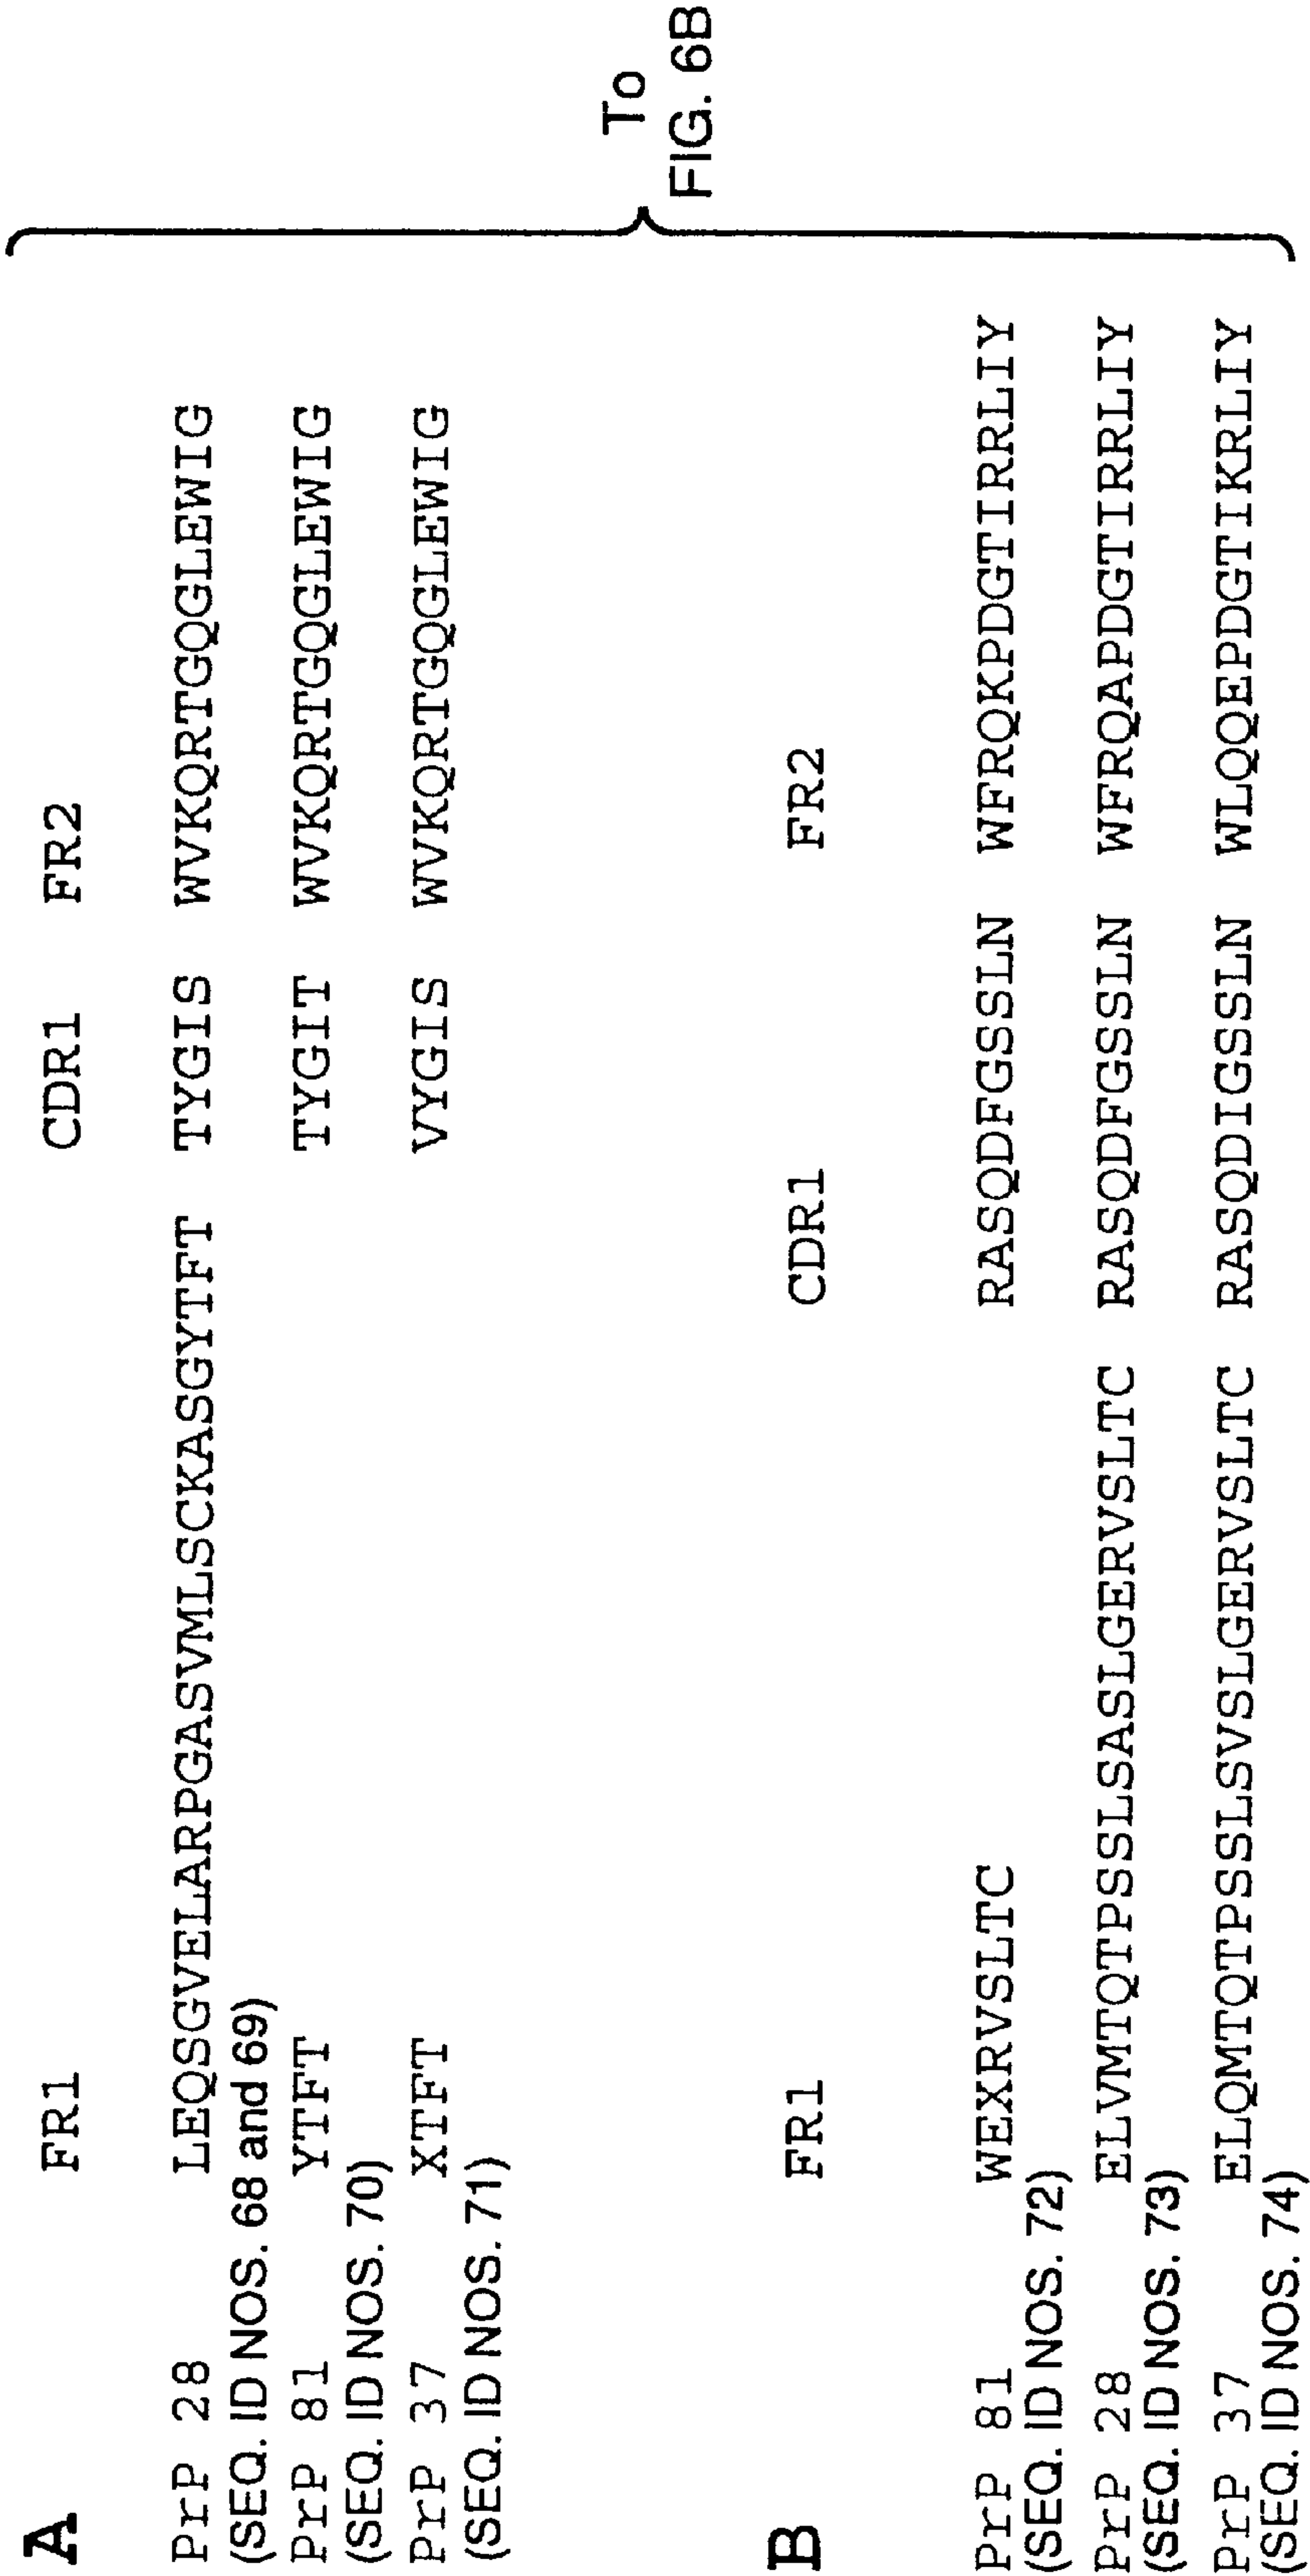 A
FR1 CDR1 FR2
PrP 28 LEQSGVELARPGASVMLSCKASGYTFT TYGIS WVKQRTGQGLEWIG
(SEQ. ID NOS. 68 and 69)
PrP 81 YTFT TYGIT WVKQRTGQGLEWIG
(SEQ. ID NOS. 70)
PrP 37 XTFT VYGIS WVKQRTGQGLEWIG
(SEQ. ID NOS. 71)
B
FR1 CDR1 FR2
PrP 81 WEXRVSLTC RASQDFGSSLN WFRQKPDGTIRRLIY
(SEQ. ID NOS. 72)
PrP 28 ELVMTQTPSSLSASLGERVSLTC RASQDFGSSLN WFRQAPDGTIRRLIY
(SEQ. ID NOS. 73)
PrP 37 ELQMTQTPSSLSVSLGERVSLTC RASQDIGSSLN WLQQEPDGTIKRLIY
(SEQ. ID NOS. 74)
To
FIG. 6B